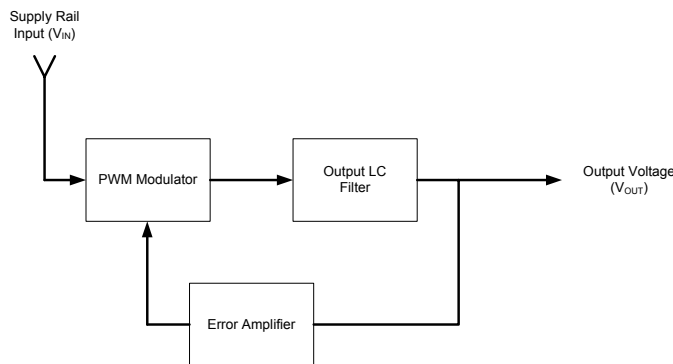 Supply Rail
Input (VIN)
PWM Modulator
Output LC
Filter
Output Voltage
(VOUT)
Error Amplifier